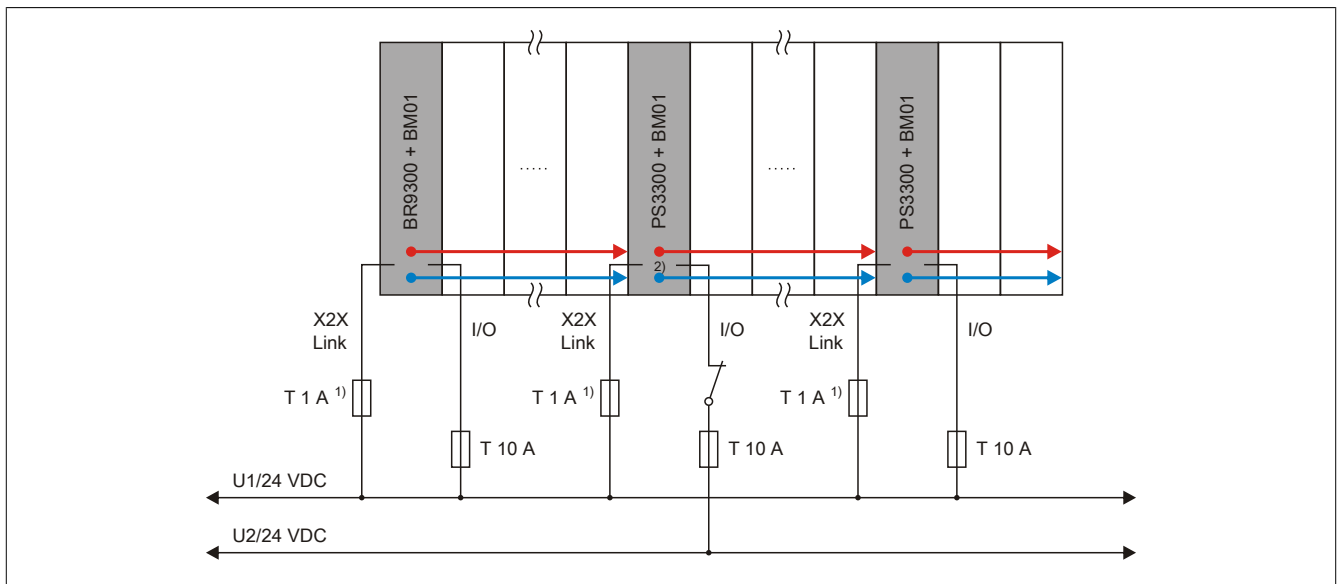 BR9300 + BM01
.....
PS3300 + BM01
.....
PS3300 + BM01
2)
X2X
Link
I/O
X2X
Link
I/O
X2X
Link
I/O
T 1 A 1)
T 1 A 1)
T 1 A 1)
T 10 A
T 10 A
T 10 A
U1/24 VDC
U2/24 VDC